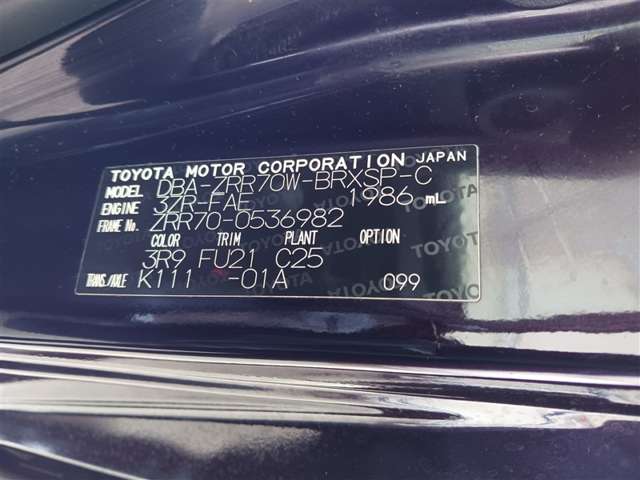 TOYOTA MOTOR CORPORATION JAPAN
MODEL DBA-ZRR70W-BRXSP-C
ENGINE 3ZR-FAE 1986 mL
FRAME No. ZRR70-0536982
COLOR TRIM PLANT OPTION
3R9 FU21 C25
TRANS./AXLE K111 -01A 099